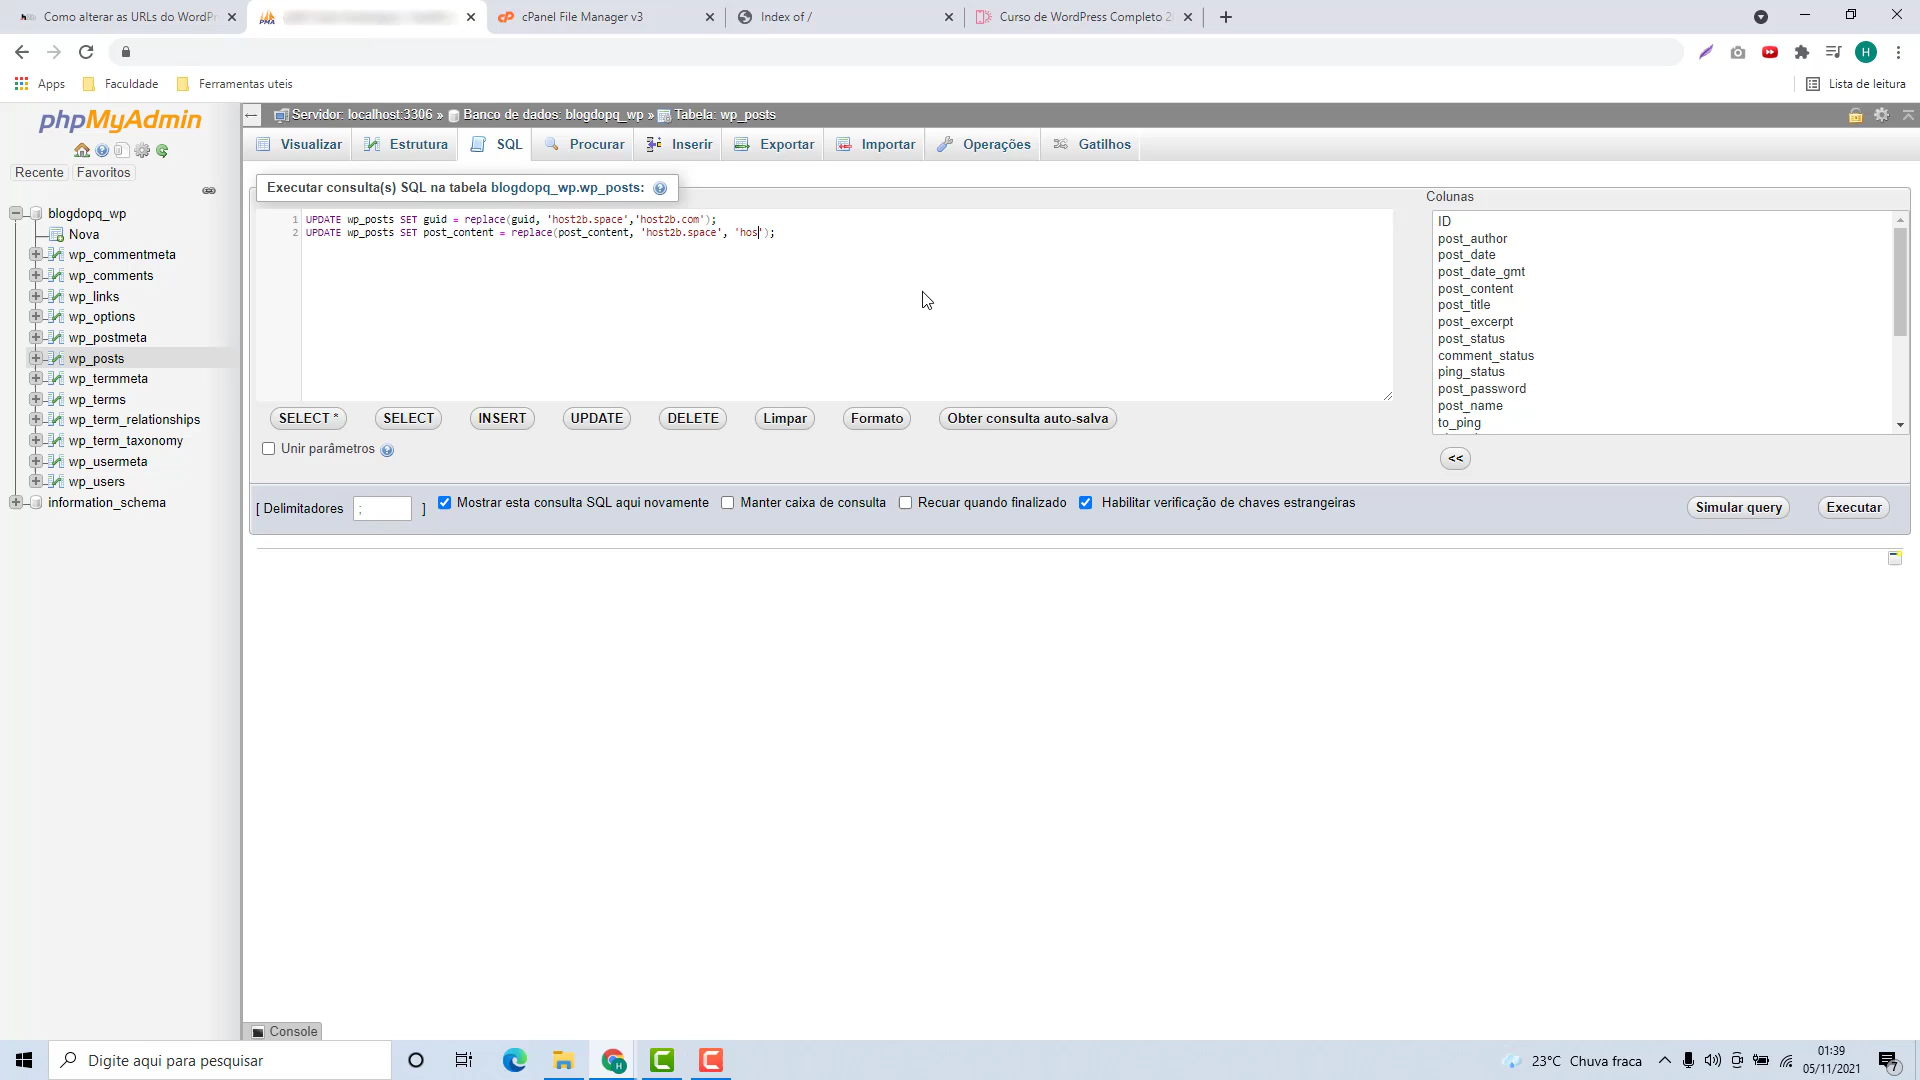 Como alterar as URLs do WordPr
cPanel File Manager v3
Index of /
Curso de WordPress Completo 2
Apps
Faculdade
Ferramentas uteis
Lista de leitura
phpMyAdmin
Recente
Favoritos
blogdopq_wp
Nova
wp_commentmeta
wp_comments
wp_links
wp_options
wp_postmeta
wp_posts
wp_termmeta
wp_terms
wp_term_relationships
wp_term_taxonomy
wp_usermeta
wp_users
information_schema
Servidor: localhost:3306 » Banco de dados: blogdopq_wp » Tabela: wp_posts
Visualizar
Estrutura
SQL
Procurar
Inserir
Exportar
Importar
Operações
Gatilhos
Executar consulta(s) SQL na tabela blogdopq_wp.wp_posts:
1 UPDATE wp_posts SET guid = replace(guid, 'host2b.space','host2b.com');
2 UPDATE wp_posts SET post_content = replace(post_content, 'host2b.space', 'hos');
Colunas
ID
post_author
post_date
post_date_gmt
post_content
post_title
post_excerpt
post_status
comment_status
ping_status
post_password
post_name
to_ping
<<
SELECT *
SELECT
INSERT
UPDATE
DELETE
Limpar
Formato
Obter consulta auto-salva
Unir parâmetros
[ Delimitadores ; ]
Mostrar esta consulta SQL aqui novamente
Manter caixa de consulta
Recuar quando finalizado
Habilitar verificação de chaves estrangeiras
Simular query
Executar
Console
Digite aqui para pesquisar
23°C Chuva fraca
01:39
05/11/2021
7